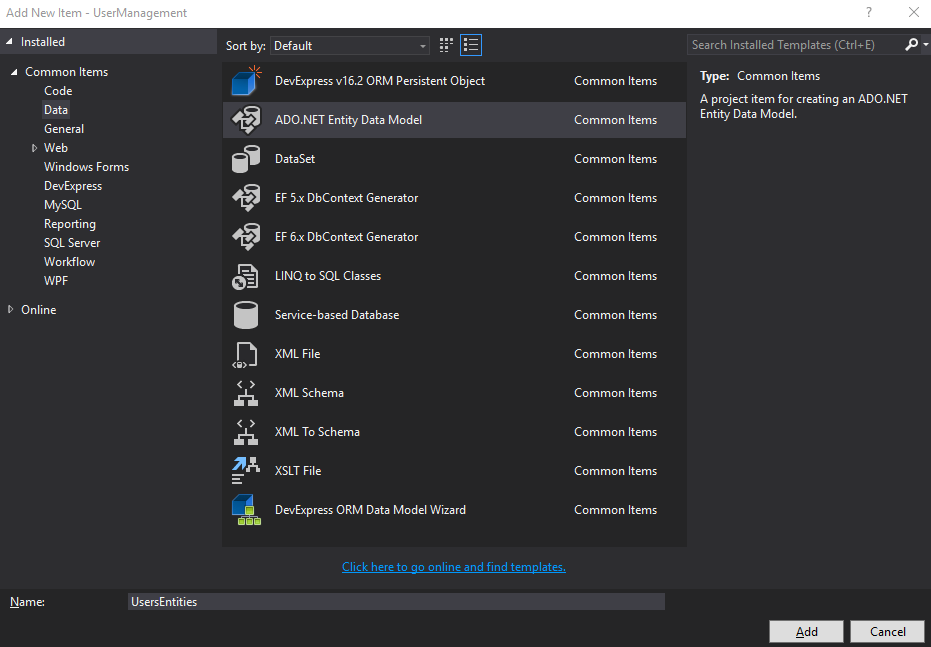 Add New Item - UserManagement
?
Installed
Sort by: Default
Search Installed Templates (Ctrl+E)
Common Items
Code
Data
General
Web
Windows Forms
DevExpress
MySQL
Reporting
SQL Server
Workflow
WPF
Online
DevExpress v16.2 ORM Persistent Object Common Items
ADO.NET Entity Data Model Common Items
DataSet Common Items
EF 5.x DbContext Generator Common Items
EF 6.x DbContext Generator Common Items
LINQ to SQL Classes Common Items
Service-based Database Common Items
XML File Common Items
XML Schema Common Items
XML To Schema Common Items
XSLT File Common Items
DevExpress ORM Data Model Wizard Common Items
Click here to go online and find templates.
Type: Common Items
A project item for creating an ADO.NET
Entity Data Model.
Name: UsersEntities
Add Cancel